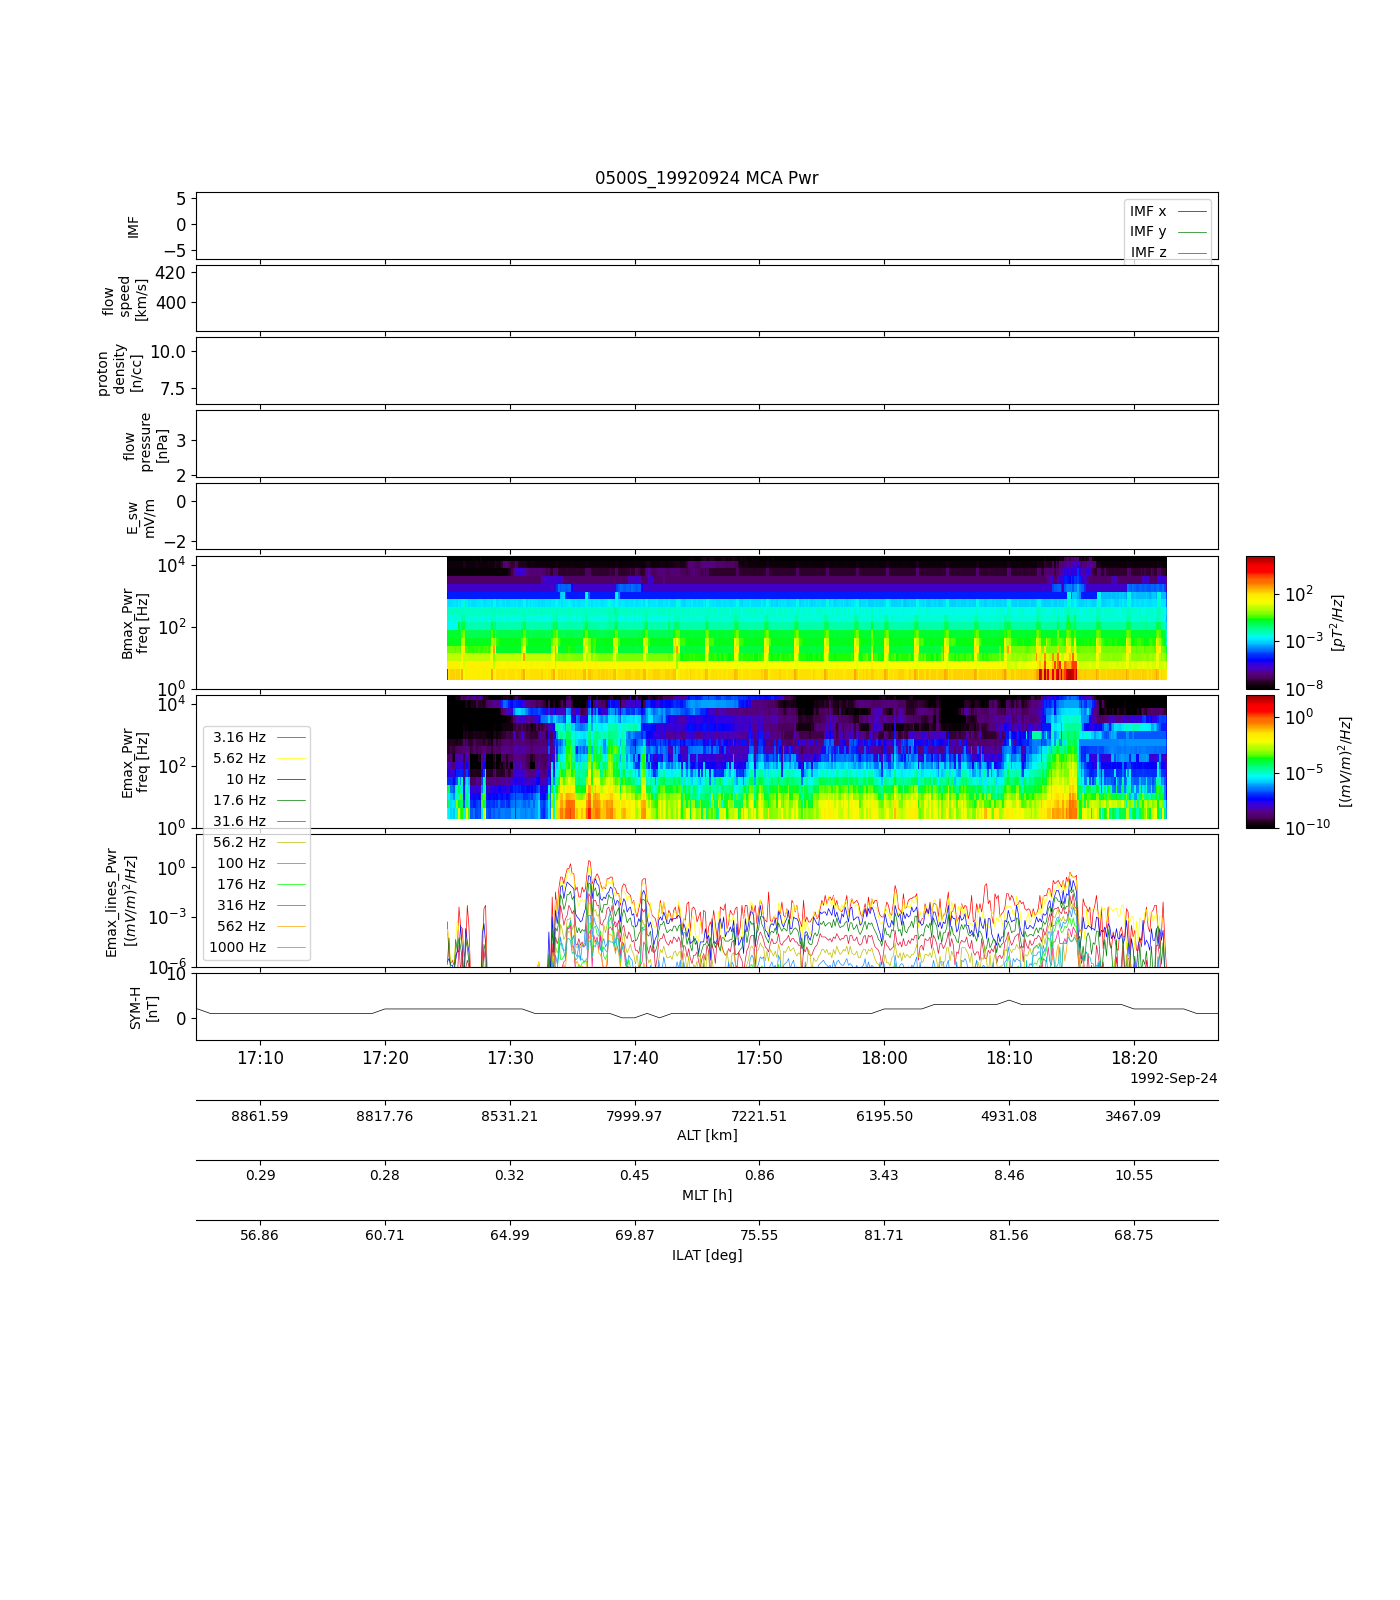 0500S_19920924 MCA Pwr
5
0
−5
IMF
IMF x
IMF y
IMF z
420
400
flow
speed
[km/s]
10.0
7.5
proton
density
[n/cc]
3
2
flow
pressure
[nPa]
0
−2
E_sw
mV/m
10^4
10^2
10^0
Bmax_Pwr
freq [Hz]
10^2
10^−3
10^−8
[pT^2/Hz]
10^4
10^2
10^0
Emax_Pwr
freq [Hz]
10^0
10^−5
10^−10
[(mV/m)^2/Hz]
3.16 Hz
5.62 Hz
10 Hz
17.6 Hz
31.6 Hz
56.2 Hz
100 Hz
176 Hz
316 Hz
562 Hz
1000 Hz
10^0
10^−3
10^−6
Emax_lines_Pwr
[(mV/m)^2/Hz]
10
0
SYM-H
[nT]
17:10 17:20 17:30 17:40 17:50 18:00 18:10 18:20
1992-Sep-24
8861.59 8817.76 8531.21 7999.97 7221.51 6195.50 4931.08 3467.09
ALT [km]
0.29 0.28 0.32 0.45 0.86 3.43 8.46 10.55
MLT [h]
56.86 60.71 64.99 69.87 75.55 81.71 81.56 68.75
ILAT [deg]